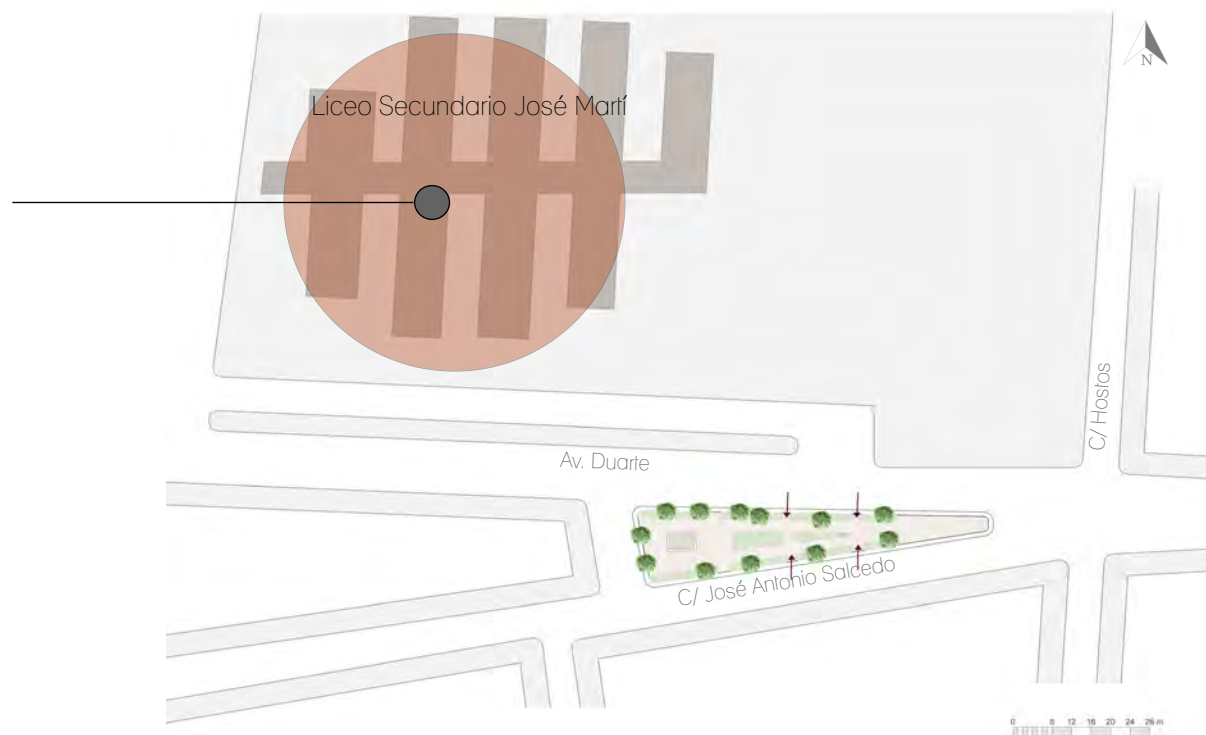 Liceo Secundario José Martí
N
C/ Hostos
Av. Duarte
C/ José Antonio Salcedo
0 8 12 16 20 24 28 m